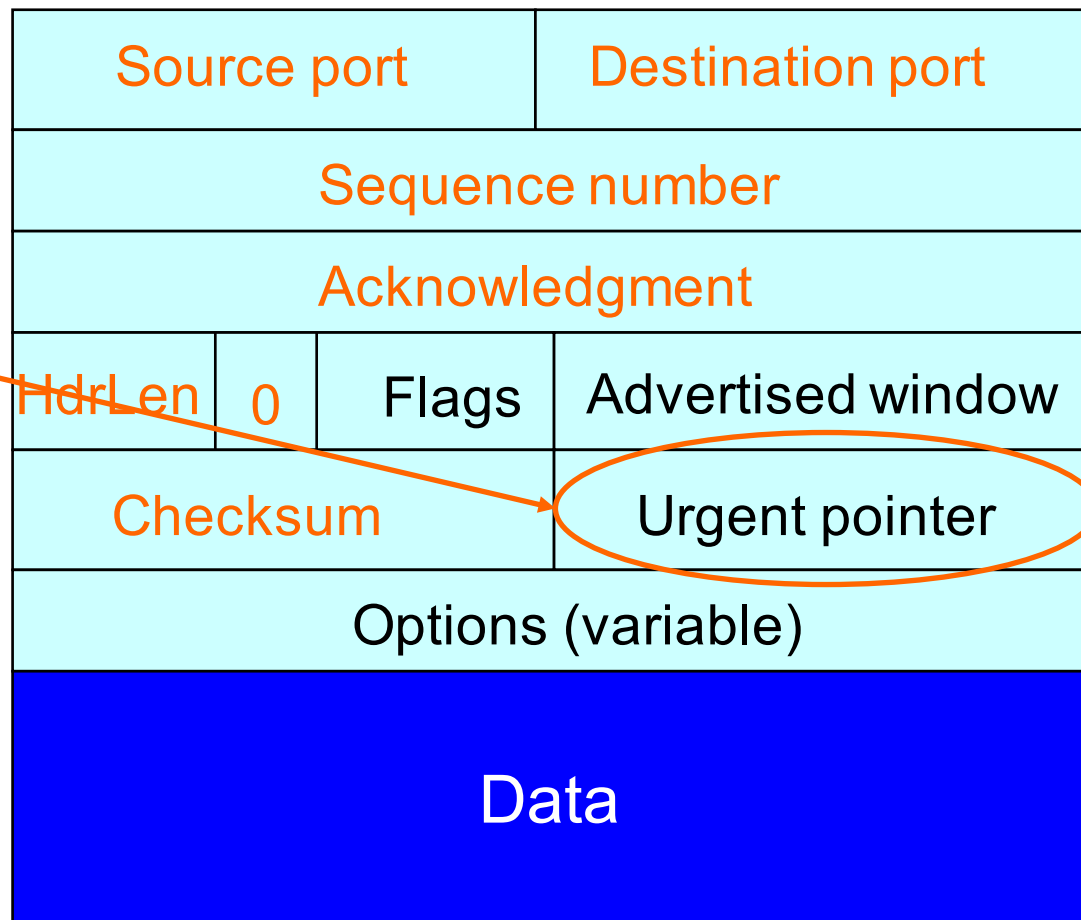 Source port Destination port
Sequence number
Acknowledgment
HdrLen 0 Flags Advertised window
Checksum Urgent pointer
Options (variable)
Data